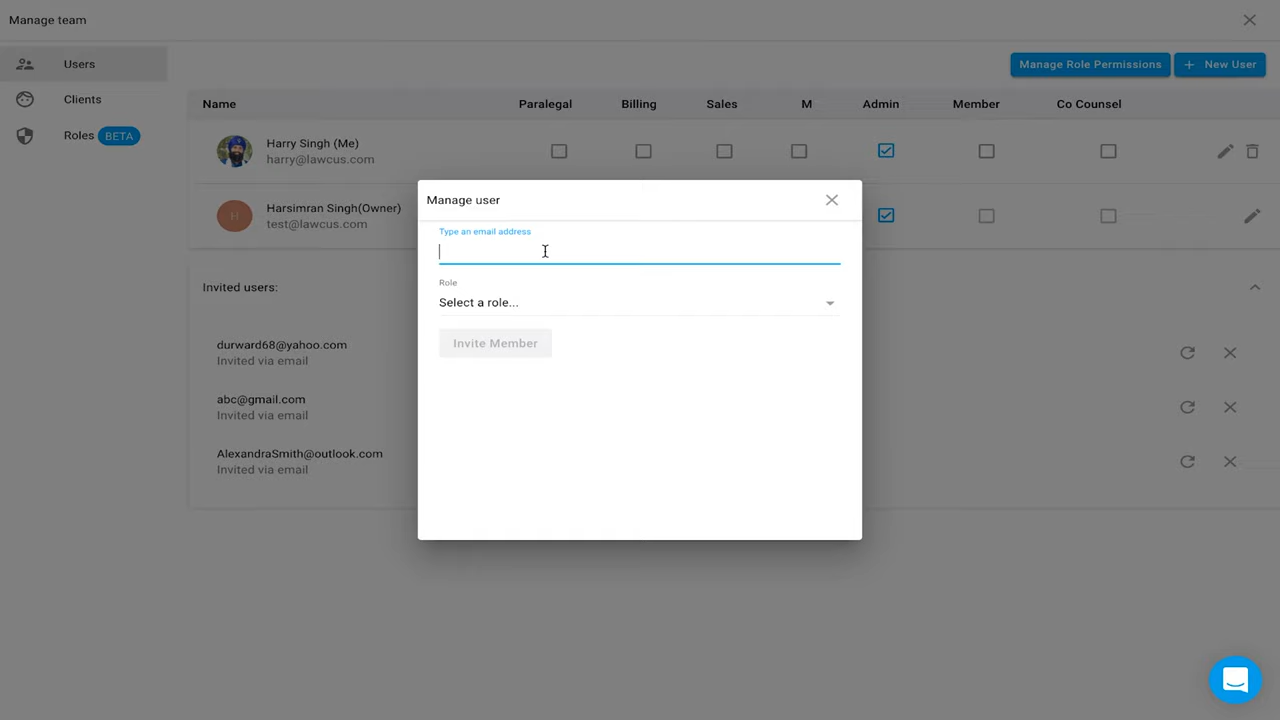 Manage team
Users
Clients
Roles BETA
Manage Role Permissions
+ New User
Name Paralegal Billing Sales M Admin Member Co Counsel
Harry Singh (Me)
harry@lawcus.com
H
Harsimran Singh(Owner)
test@lawcus.com
Manage user
Type an email address
Role
Select a role...
Invite Member
Invited users:
durward68@yahoo.com
Invited via email
abc@gmail.com
Invited via email
AlexandraSmith@outlook.com
Invited via email